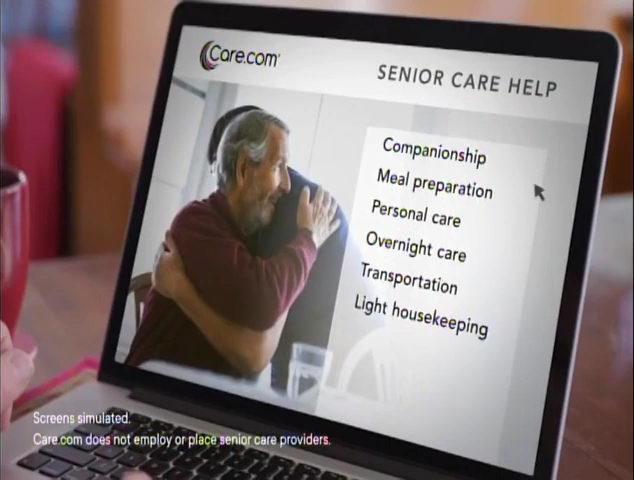 Care.com
SENIOR CARE HELP
Companionship
Meal preparation
Personal care
Overnight care
Transportation
Light housekeeping
Screens simulated.
Care.com does not employ or place senior care providers.